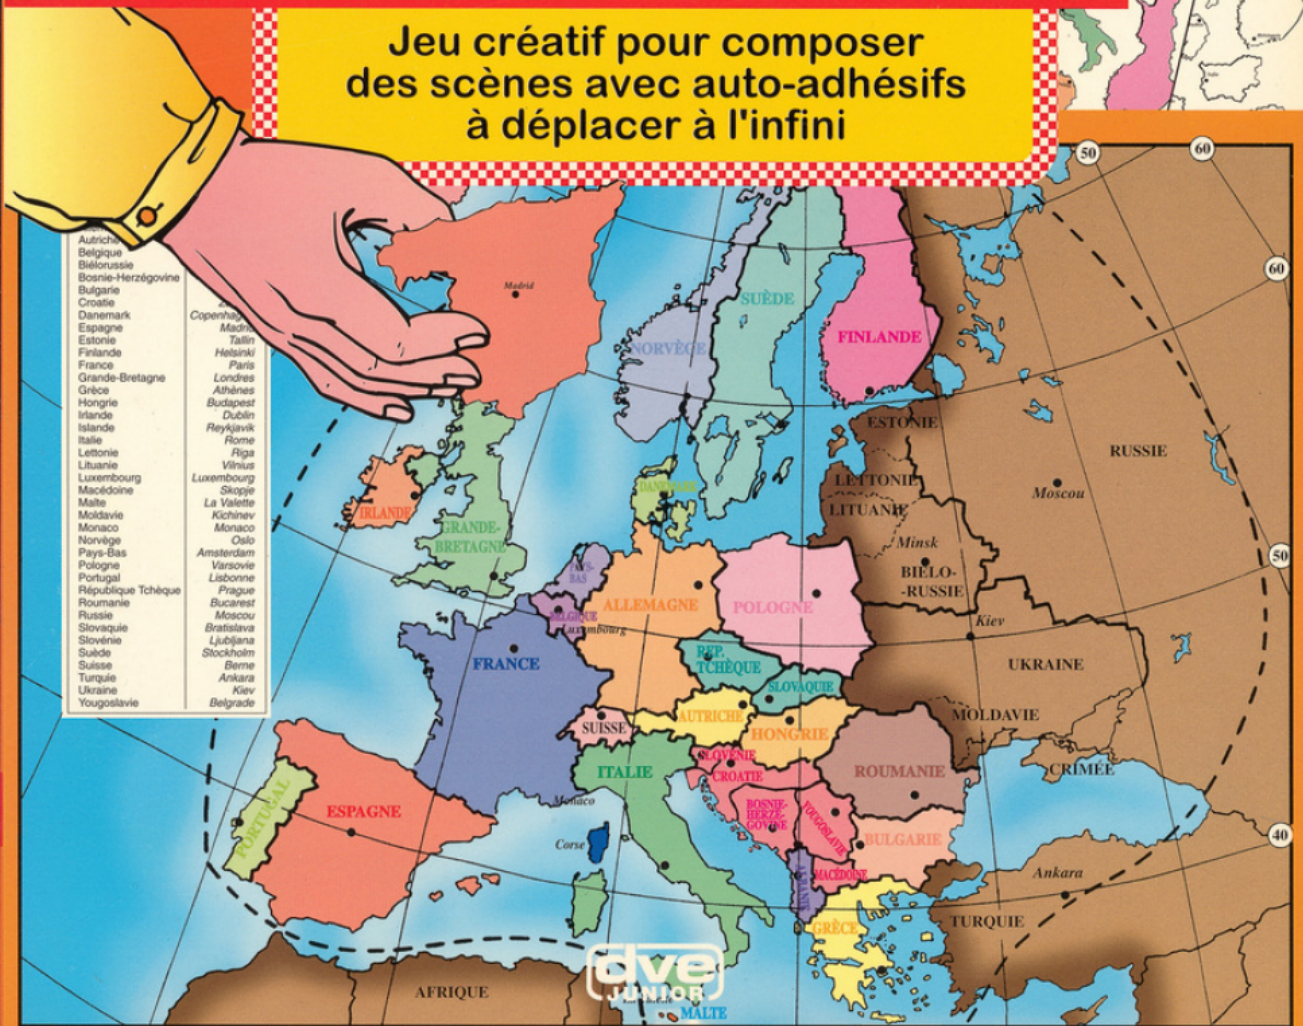 Jeu créatif pour composer
des scènes avec auto-adhésifs
à déplacer à l'infini
50
60
60
50
40
Autriche
Belgique
Biélorussie
Bosnie-Herzégovine
Bulgarie
Croatie
Danemark
Espagne Madrid
Estonie Tallin
Finlande Helsinki
France Paris
Grande-Bretagne Londres
Grèce Athènes
Hongrie Budapest
Irlande Dublin
Islande Reykjavik
Italie Rome
Lettonie Riga
Lituanie Vilnius
Luxembourg Luxembourg
Macédoine Skopje
Malte La Valette
Moldavie Kichinev
Monaco Monaco
Norvège Oslo
Pays-Bas Amsterdam
Pologne Varsovie
Portugal Lisbonne
République Tchèque Prague
Roumanie Bucarest
Russie Moscou
Slovaquie Bratislava
Slovénie Ljubljana
Suède Stockholm
Suisse Berne
Turquie Ankara
Ukraine Kiev
Yougoslavie Belgrade
Madrid
SUÈDE
NORVÈGE
FINLANDE
ESTONIE
RUSSIE
LETTONIE
Moscou
LITUANIE
DANEMARK
IRLANDE
GRANDE-
BRETAGNE
Minsk
BIÉLO-
-RUSSIE
PAYS-
BAS
ALLEMAGNE
POLOGNE
BELGIQUE
Luxembourg
Kiev
FRANCE
RÉP.
TCHÈQUE
UKRAINE
SLOVAQUIE
SUISSE
AUTRICHE
HONGRIE
MOLDAVIE
SLOVÉNIE
CROATIE
ITALIE
ROUMANIE
CRIMÉE
Monaco
PORTUGAL
ESPAGNE
BOSNIE-
HERZÉ-
GOVINE
YOUGOSLAVIE
BULGARIE
Corse
ALBANIE
MACÉDOINE
Ankara
GRÈCE
TURQUIE
dve
JUNIOR
AFRIQUE
MALTE